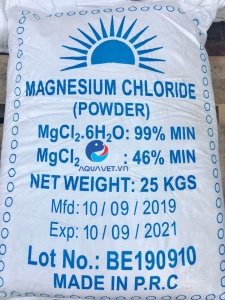 MAGNESIUM CHLORIDE
(POWDER)
MgCl₂.6H₂O: 99% MIN
MgCl₂ : 46% MIN
AQUAVET.VN
NET WEIGHT: 25 KGS
Mfd: 10/09/2019
Exp: 10/09/2021
Lot No.: BE190910
MADE IN P.R.C